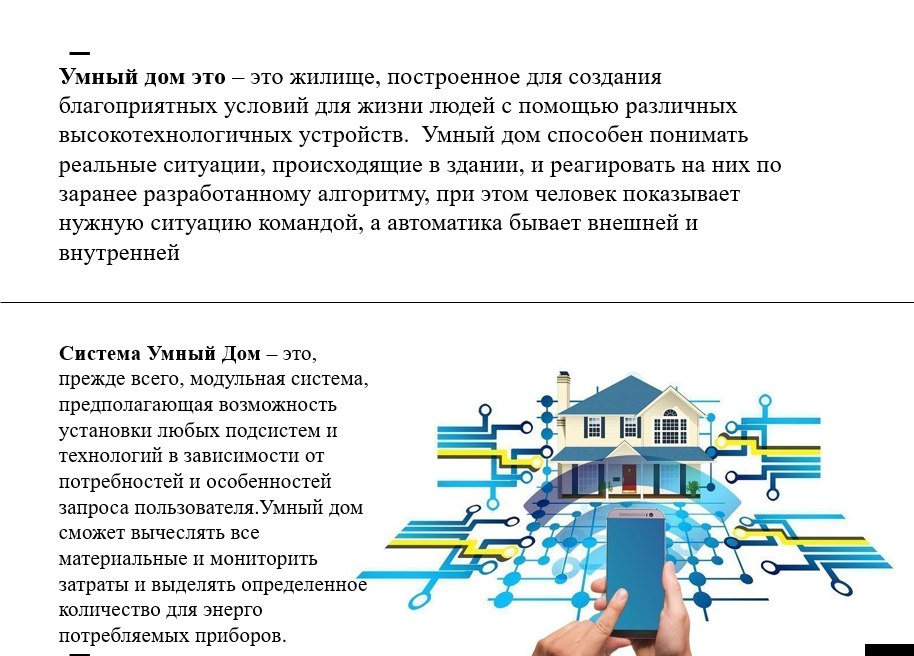 Умный дом это – это жилище, построенное для создания
благоприятных условий для жизни людей с помощью различных
высокотехнологичных устройств.  Умный дом способен понимать
реальные ситуации, происходящие в здании, и реагировать на них по
заранее разработанному алгоритму, при этом человек показывает
нужную ситуацию командой, а автоматика бывает внешней и
внутренней
Система Умный Дом – это,
прежде всего, модульная система,
предполагающая возможность
установки любых подсистем и
технологий в зависимости от
потребностей и особенностей
запроса пользователя.Умный дом
сможет вычеслять все
материальные и мониторить
затраты и выделять определенное
количество для энерго
потребляемых приборов.